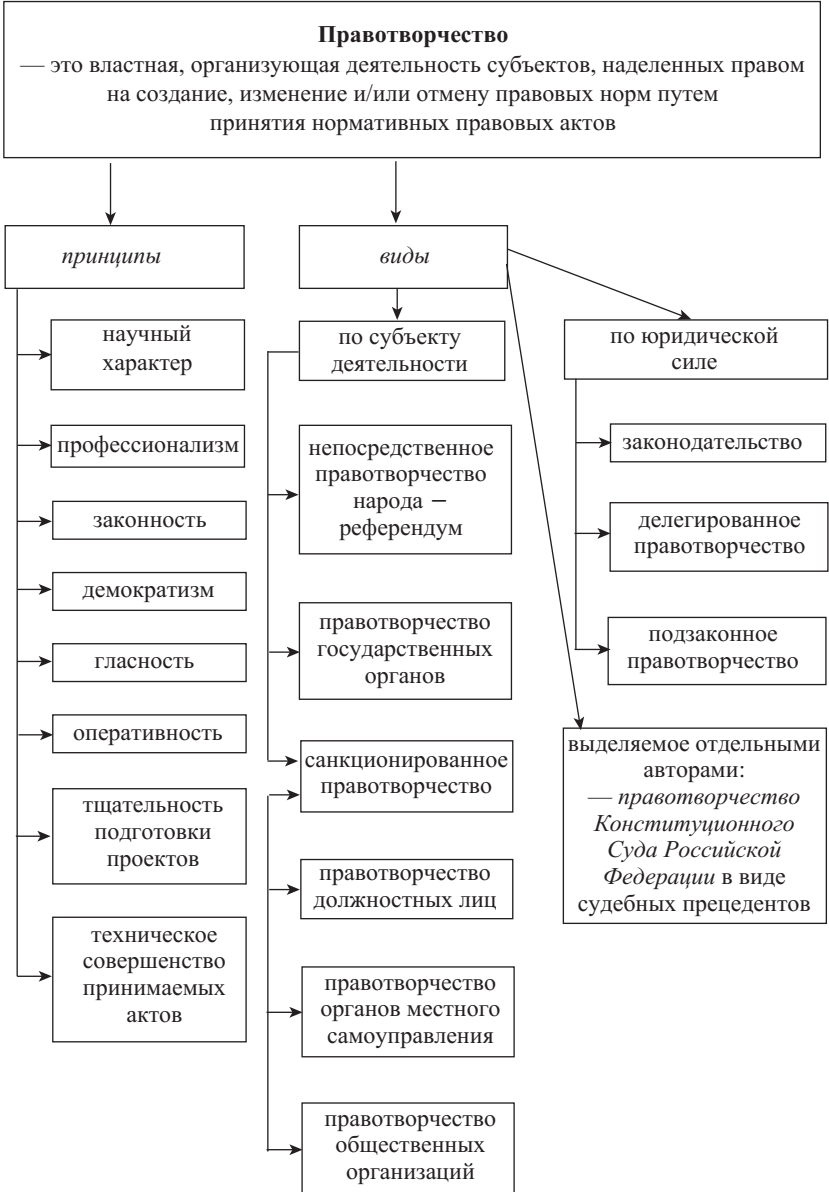 Правотворчество
— это властная, организующая деятельность субъектов, наделенных правом
на создание, изменение и/или отмену правовых норм путем
принятия нормативных правовых актов
принципы
научный
характер
профессионализм
законность
демократизм
гласность
оперативность
тщательность
подготовки
проектов
техническое
совершенство
принимаемых
актов
виды
по субъекту
деятельности
непосредственное
правотворчество
народа –
референдум
правотворчество
государственных
органов
санкционированное
правотворчество
правотворчество
должностных лиц
правотворчество
органов местного
самоуправления
правотворчество
общественных
организаций
по юридической
силе
законодательство
делегированное
правотворчество
подзаконное
правотворчество
выделяемое отдельными
авторами:
— правотворчество
Конституционного
Суда Российской
Федерации в виде
судебных прецедентов